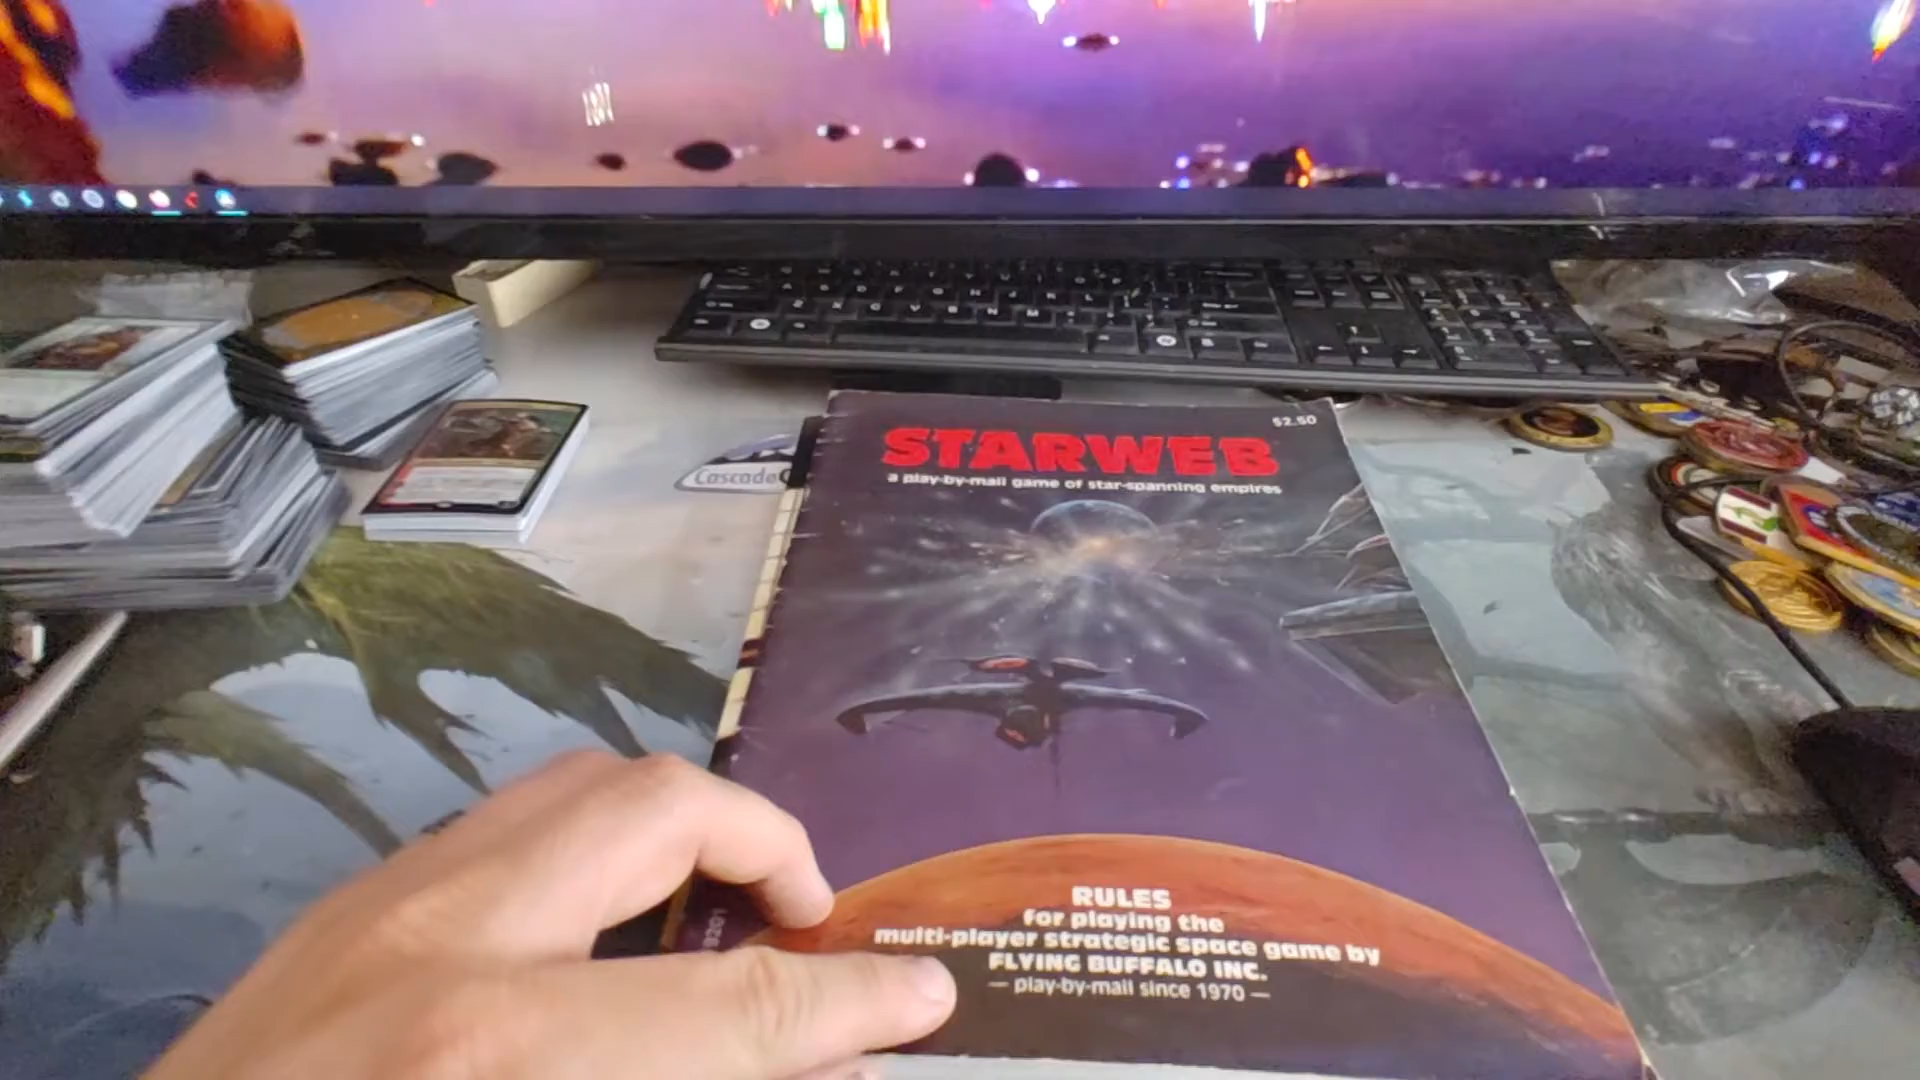 $2.50
STARWEB
a play-by-mail game of star-spanning empires
Cascade
RULES
for playing the
multi-player strategic space game by
FLYING BUFFALO INC.
— play-by-mail since 1970 —
9201